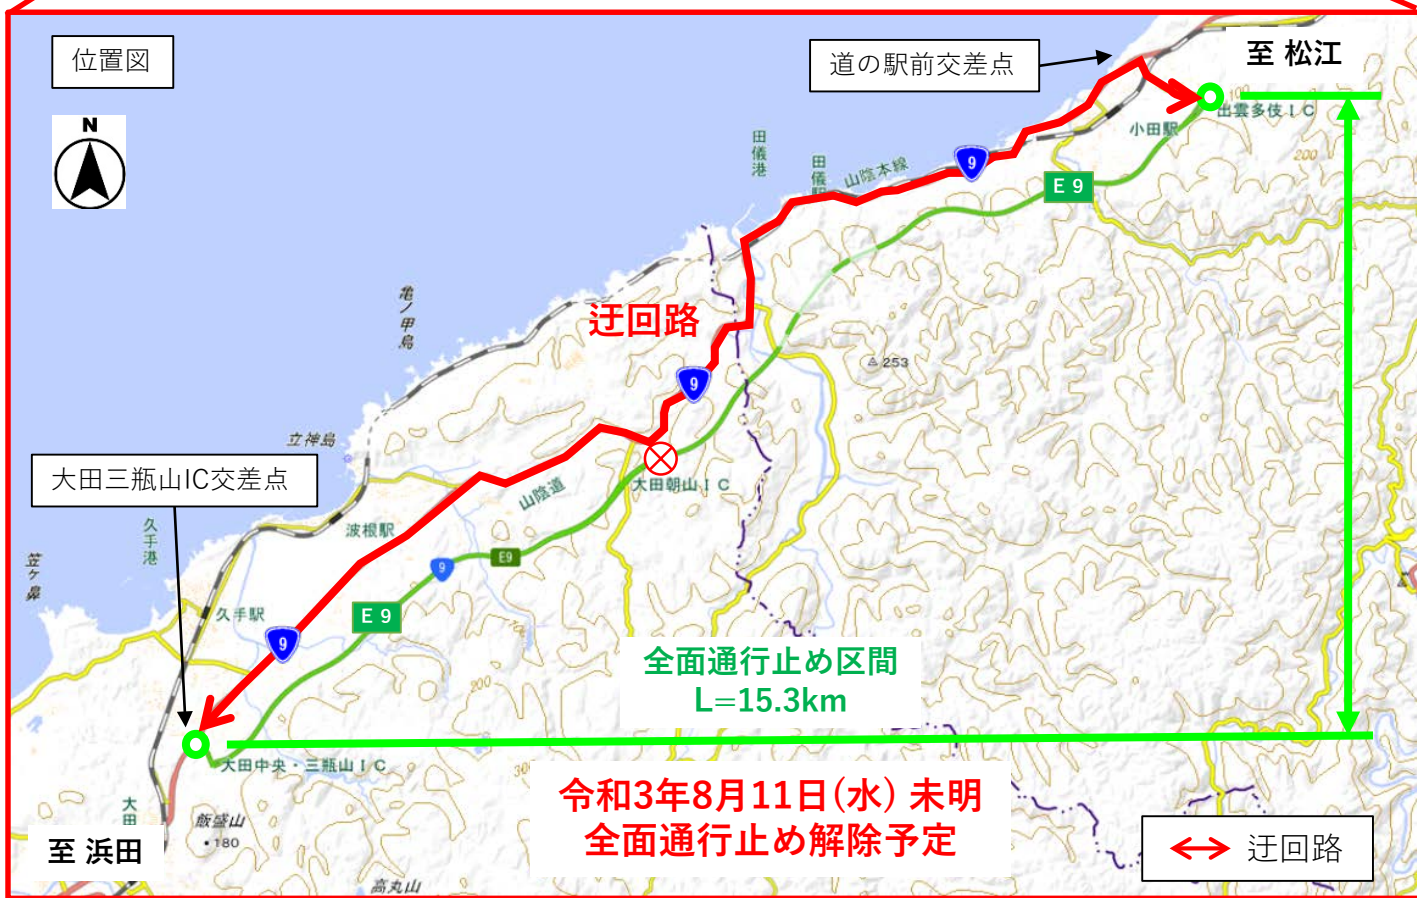 位置図
N
道の駅前交差点
至 松江
出雲多伎IC
100
小田駅
200
田儀港
田儀駅
山陰本線
9
E 9
亀ノ甲島
迂回路
253
9
立神島
大田三瓶山IC交差点
大田朝山IC
山陰道
波根駅
久手港
笠ケ鼻
E9
9
久手駅
E 9
9
全面通行止め区間
L=15.3km
200
大田中央・三瓶山IC
300
令和3年8月11日(水) 未明
全面通行止め解除予定
大田
飯盛山
180
至 浜田
迂回路
高丸山